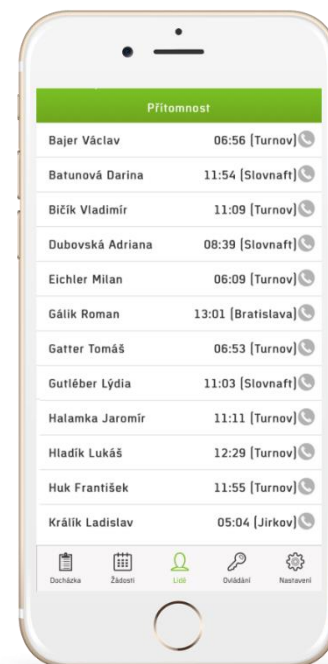 Přítomnost
Bajer Václav 06:56 (Turnov)
Batunová Darina 11:54 (Slovnaft)
Bičík Vladimír 11:09 (Turnov)
Dubovská Adriana 08:39 (Slovnaft)
Eichler Milan 06:09 (Turnov)
Gálik Roman 13:01 (Bratislava)
Gatter Tomáš 06:53 (Turnov)
Gutléber Lýdia 11:03 (Slovnaft)
Halamka Jaromír 11:11 (Turnov)
Hladík Lukáš 12:29 (Turnov)
Huk František 11:55 (Turnov)
Králík Ladislav 05:04 (Jirkov)
Docházka Žádosti Lidé Ovládání Nastavení